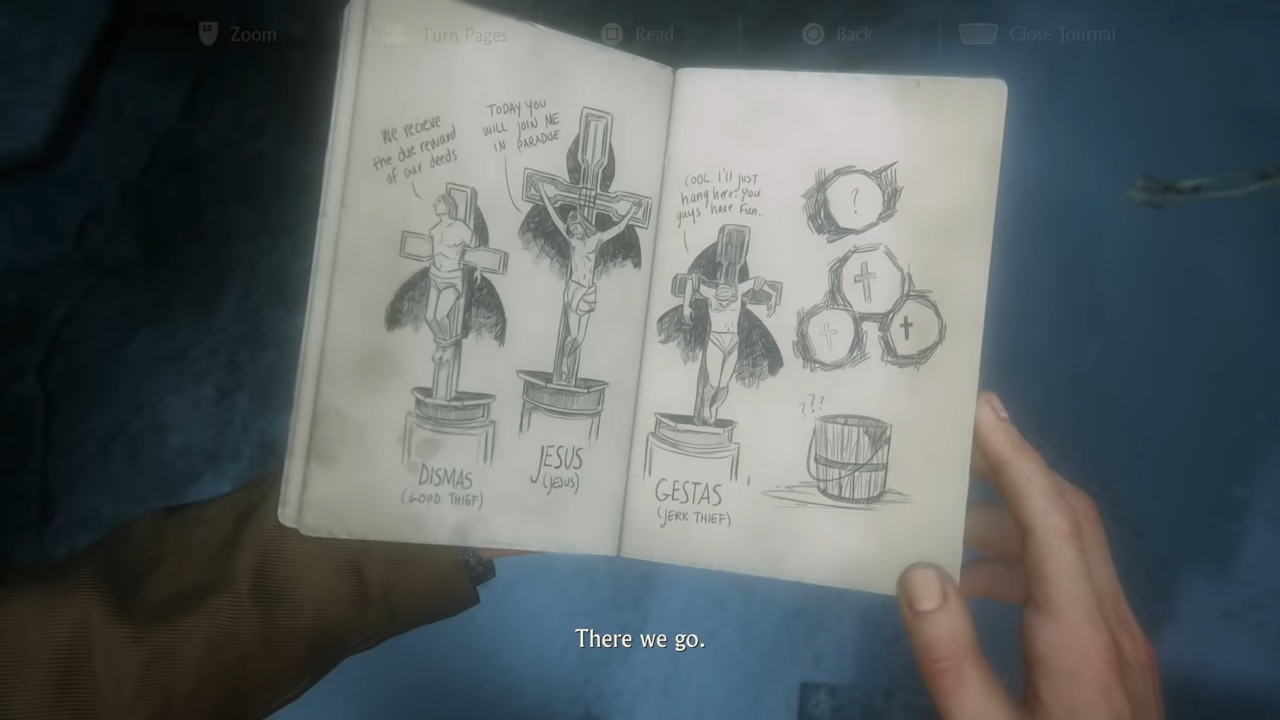 Zoom
Turn Pages
Read
Back
Close Journal
We recieve
the due reward
of our deeds
TODAY YOU
WILL JOIN ME
IN PARADISE
COOL I'll JUST
hang here. You
guys have fun...
?
???
DISMAS
(GOOD THIEF)
JESUS
(JESUS)
GESTAS
(JERK THIEF)
There we go.